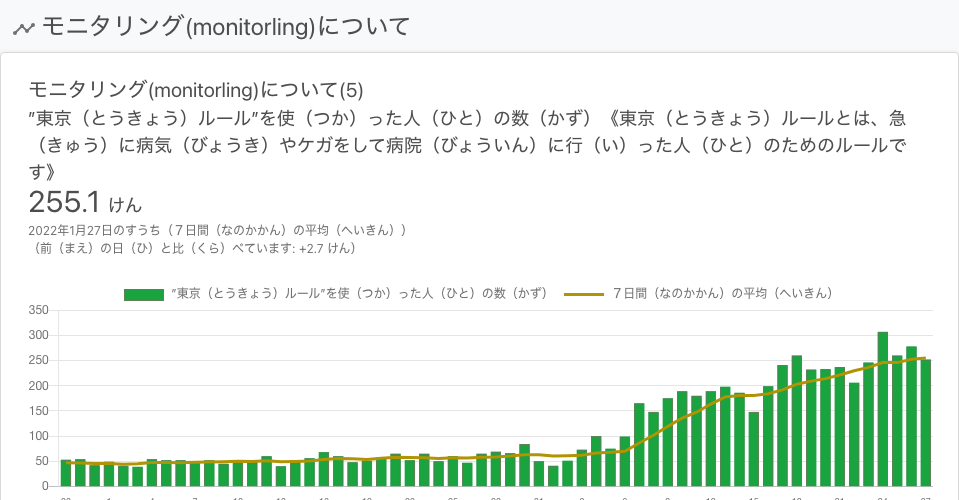 モニタリング(monitorling)について
モニタリング(monitorling)について(5)
”東京（とうきょう）ルール”を使（つか）った人（ひと）の数（かず）《東京（とうきょう）ルールとは、急
（きゅう）に病気（びょうき）やケガをして病院（びょういん）に行（い）った人（ひと）のためのルールで
す》
255.1 けん
2022年1月27日のすうち（７日間（なのかかん）の平均（へいきん））
（前（まえ）の日（ひ）と比（くら）べています: +2.7 けん）
”東京（とうきょう）ルール”を使（つか）った人（ひと）の数（かず） ７日間（なのかかん）の平均（へいきん）
350
300
250
200
150
100
50
0